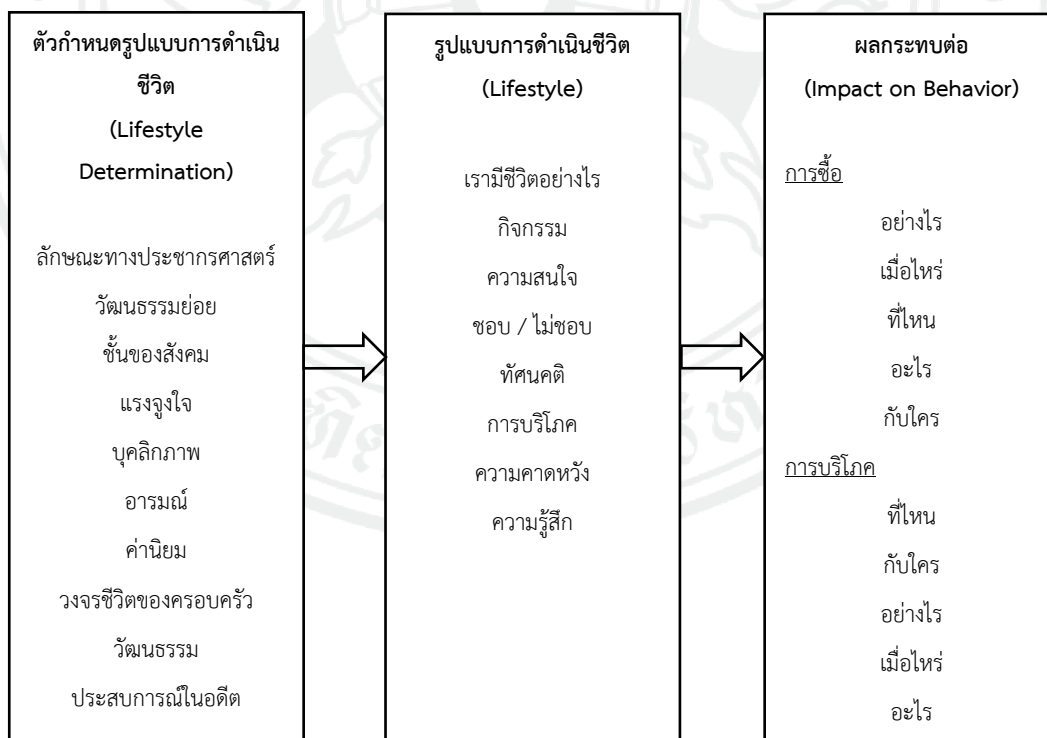 ตัวกำหนดรูปแบบการดำเนิน
ชีวิต
(Lifestyle
Determination)
ลักษณะทางประชากรศาสตร์
วัฒนธรรมย่อย
ชั้นของสังคม
แรงจูงใจ
บุคลิกภาพ
อารมณ์
ค่านิยม
วงจรชีวิตของครอบครัว
วัฒนธรรม
ประสบการณ์ในอดีต
รูปแบบการดำเนินชีวิต
(Lifestyle)
เรามีชีวิตอย่างไร
กิจกรรม
ความสนใจ
ชอบ / ไม่ชอบ
ทัศนคติ
การบริโภค
ความคาดหวัง
ความรู้สึก
ผลกระทบต่อ
(Impact on Behavior)
การซื้อ
อย่างไร
เมื่อไหร่
ที่ไหน
อะไร
กับใคร
การบริโภค
ที่ไหน
กับใคร
อย่างไร
เมื่อไหร่
อะไร